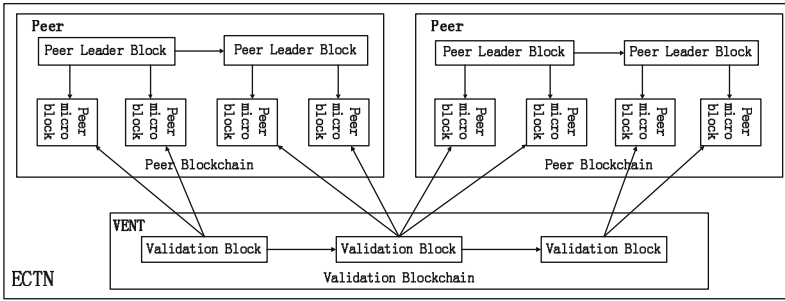 Peer
Peer Leader Block
Peer Leader Block
Peer
micro
block
Peer
micro
block
Peer
micro
block
Peer
micro
block
Peer Blockchain
Peer
Peer Leader Block
Peer Leader Block
Peer
micro
block
Peer
micro
block
Peer
micro
block
Peer
micro
block
Peer Blockchain
VENT
Validation Block
Validation Block
Validation Block
Validation Blockchain
ECTN